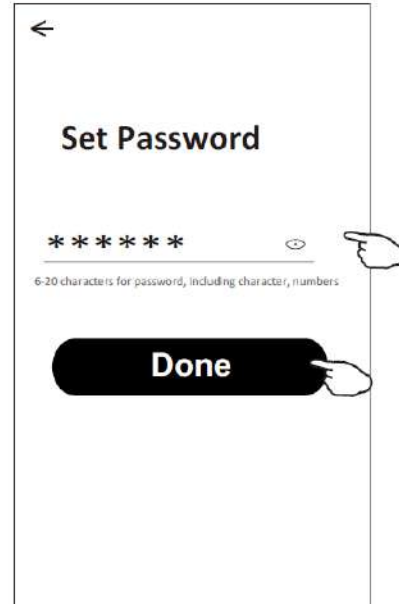 Set Password
******
6-20 characters for password, including character, numbers
Done